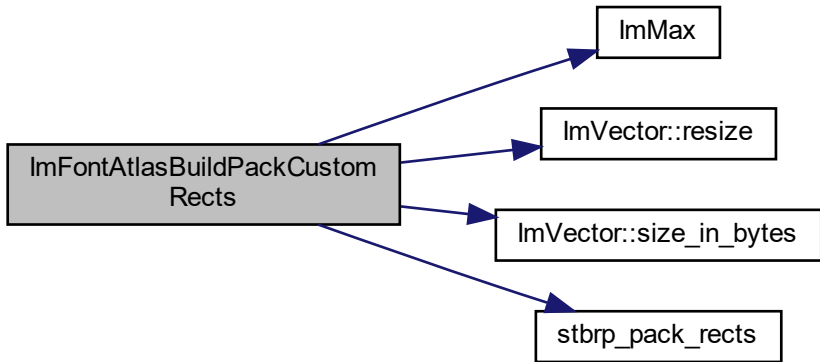 ImMax
ImVector::resize
ImFontAtlasBuildPackCustom
Rects
ImVector::size_in_bytes
stbrp_pack_rects